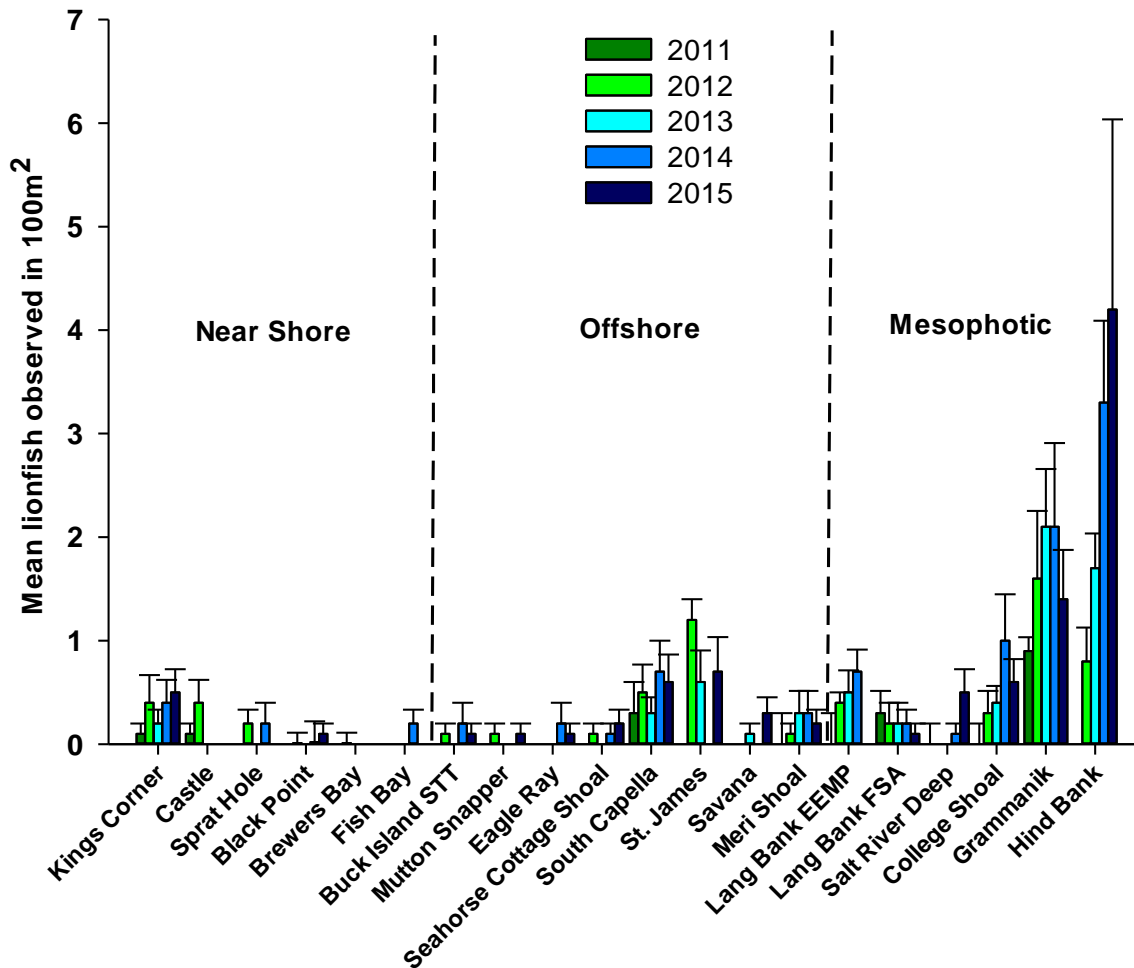 Mean lionfish observed in 100m²
7
6
5
4
3
2
1
0
2011
2012
2013
2014
2015
Near Shore
Offshore
Mesophotic
Kings Corner
Castle
Sprat Hole
Black Point
Brewers Bay
Fish Bay
Buck Island STT
Mutton Snapper
Eagle Ray
Seahorse Cottage Shoal
South Capella
St. James
Savana
Meri Shoal
Lang Bank EEMP
Lang Bank FSA
Salt River Deep
College Shoal
Grammanik
Hind Bank